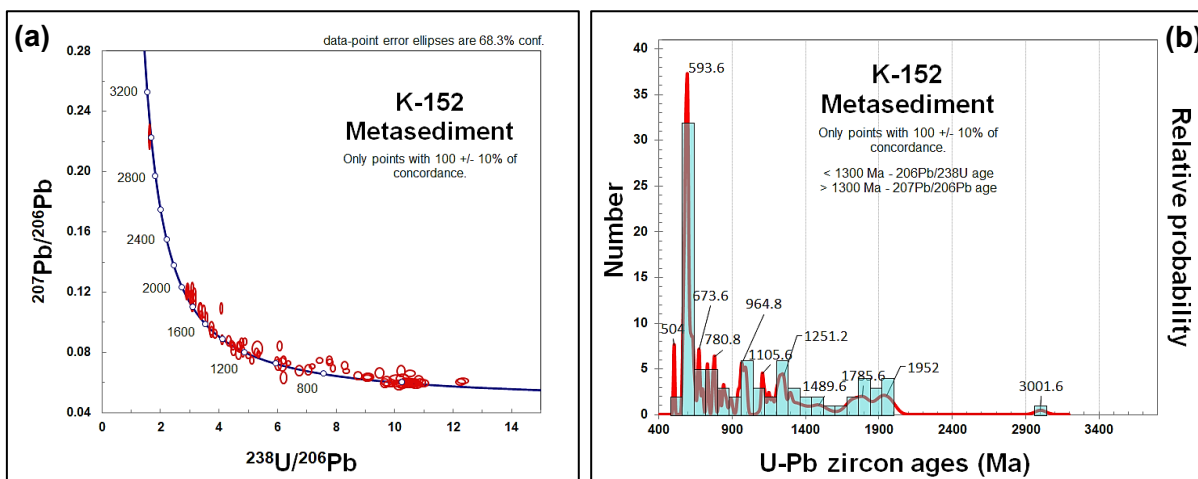 (a)
data-point error ellipses are 68.3% conf.
K-152
Metasediment
Only points with 100 +/- 10% of
concordance.
0.28
0.24
0.20
0.16
0.12
0.08
0.04
3200
2800
2400
2000
1600
1200
800
0
2
4
6
8
10
12
14
207Pb/206Pb
238U/206Pb
(b)
K-152
Metasediment
Only points with 100 +/- 10% of
concordance.
< 1300 Ma - 206Pb/238U age
> 1300 Ma - 207Pb/206Pb age
40
35
30
25
20
15
10
5
0
593.6
504
673.6
780.8
964.8
1105.6
1251.2
1489.6
1785.6
1952
3001.6
400
900
1400
1900
2400
2900
3400
Number
Relative probability
U-Pb zircon ages (Ma)